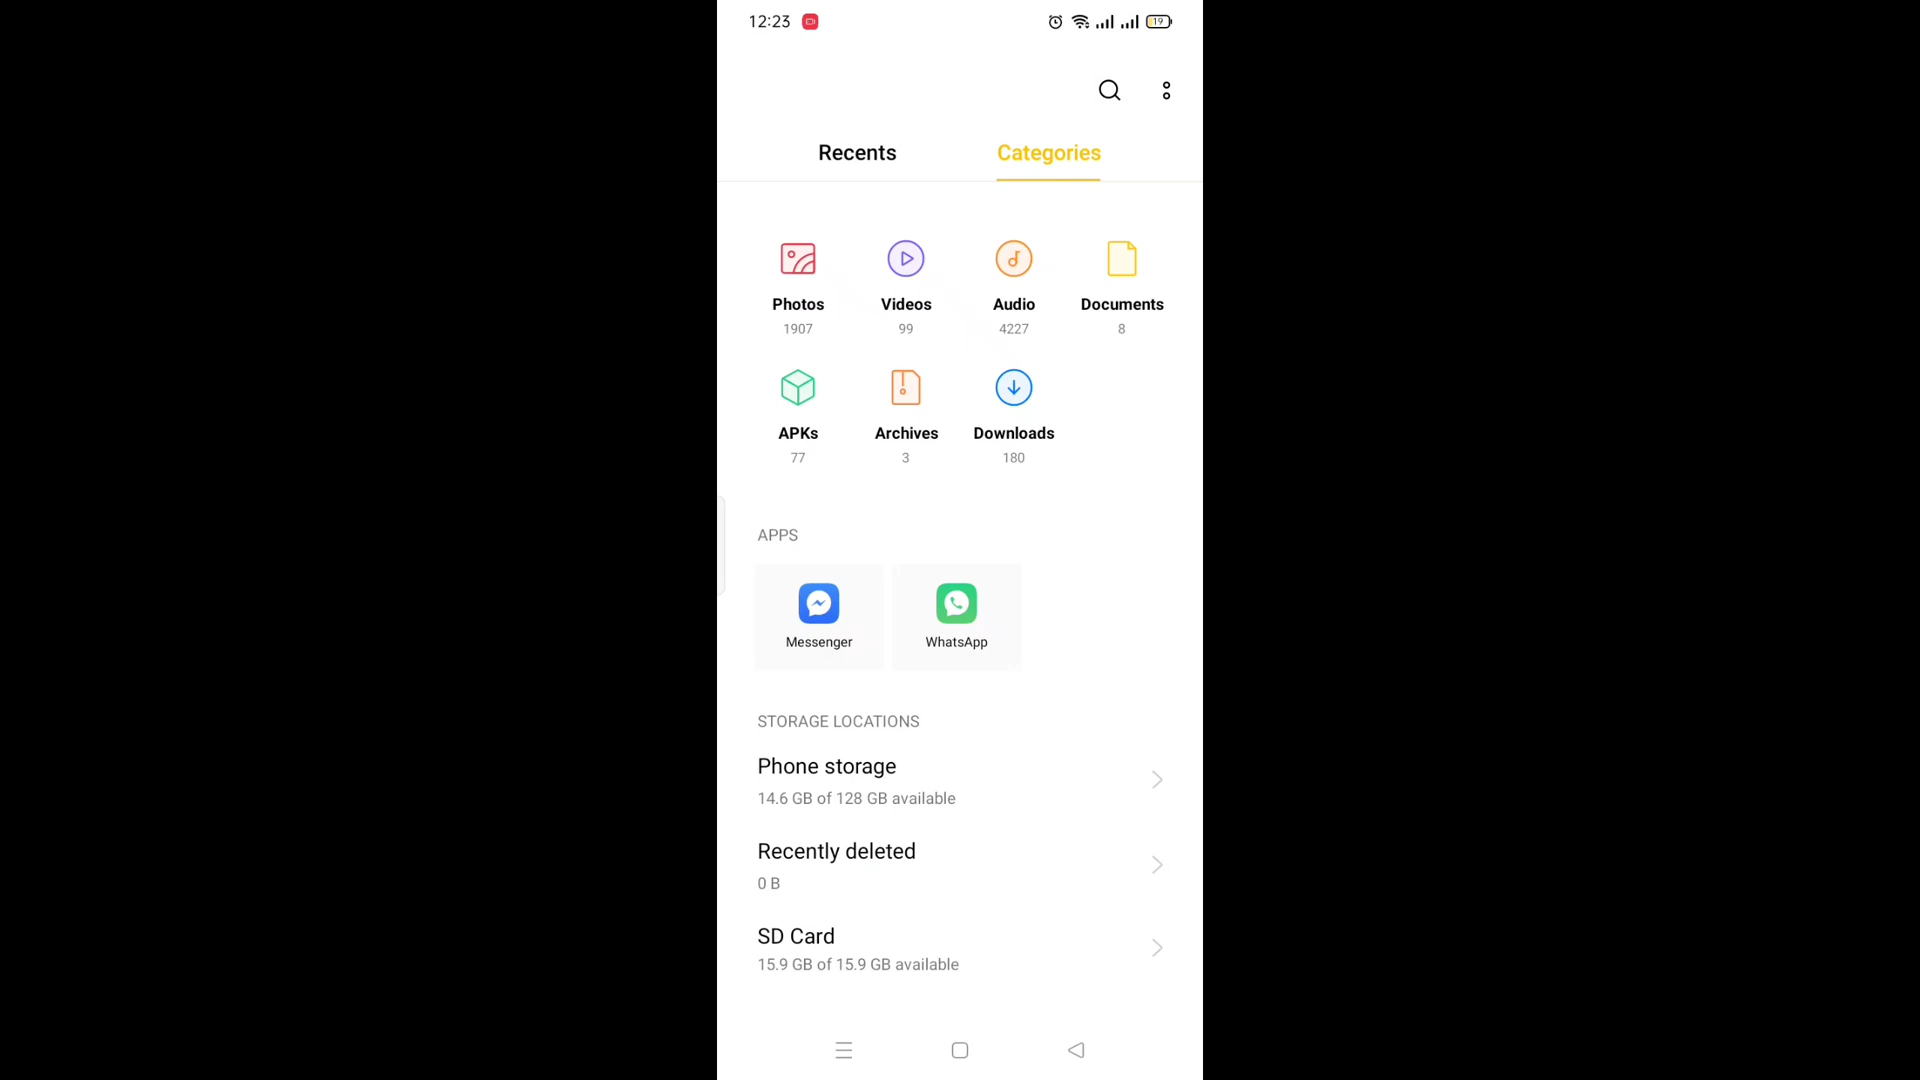 12:23
19
Recents Categories
Photos Videos Audio Documents
1907 99 4227 8
APKs Archives Downloads
77 3 180
APPS
Messenger WhatsApp
STORAGE LOCATIONS
Phone storage
14.6 GB of 128 GB available
Recently deleted
0 B
SD Card
15.9 GB of 15.9 GB available